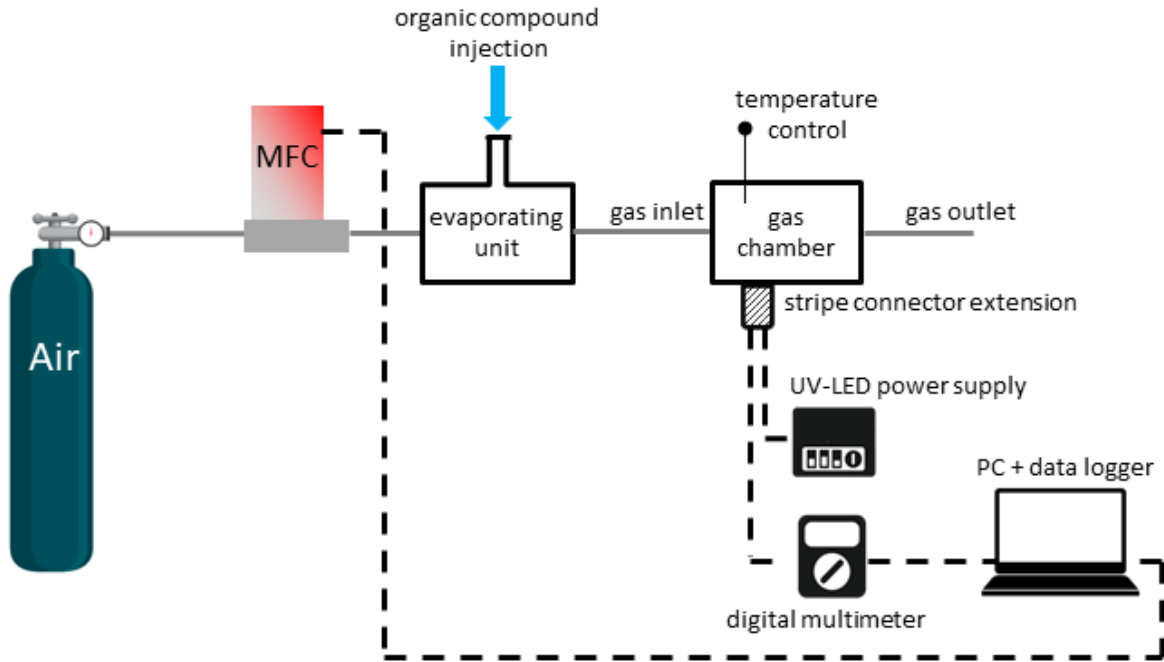 organic compound
injection
temperature
control
MFC
evaporating
unit
gas inlet
gas
chamber
gas outlet
stripe connector extension
Air
UV-LED power supply
PC + data logger
digital multimeter